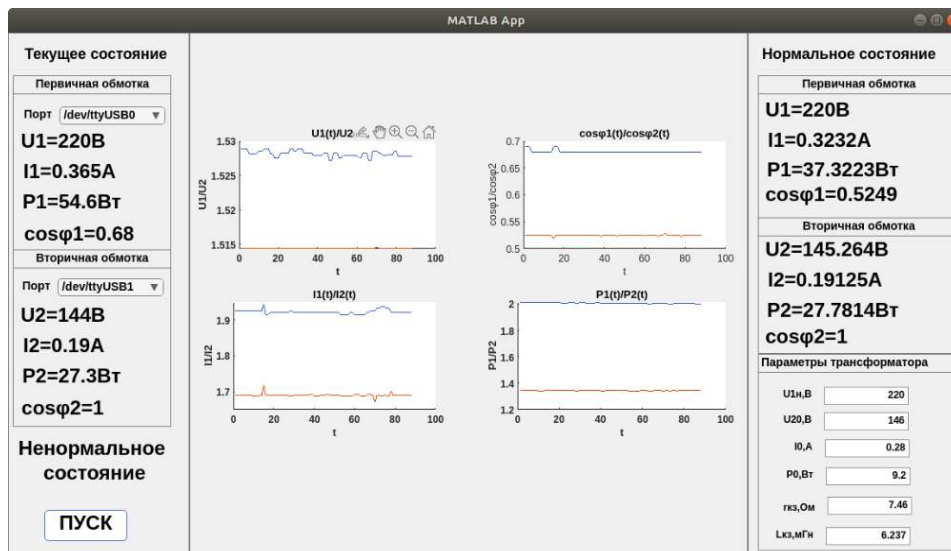 MATLAB App
Текущее состояние
Первичная обмотка
Порт /dev/ttyUSB0
U1=220В
I1=0.365А
P1=54.6Вт
cosφ1=0.68
Вторичная обмотка
Порт /dev/ttyUSB1
U2=144В
I2=0.19А
P2=27.3Вт
cosφ2=1
Ненормальное
состояние
ПУСК
U1(t)/U2
1.53
1.525
1.52
1.515
U1/U2
0 20 40 60 80 100
t
cosφ1(t)/cosφ2(t)
0.7
0.65
0.6
0.55
0.5
cosφ1/cosφ2
0 20 40 60 80 100
t
I1(t)/I2(t)
1.9
1.8
1.7
I1/I2
0 20 40 60 80 100
t
P1(t)/P2(t)
2
1.8
1.6
1.4
1.2
P1/P2
0 20 40 60 80 100
t
Нормальное состояние
Первичная обмотка
U1=220В
I1=0.3232А
P1=37.3223Вт
cosφ1=0.5249
Вторичная обмотка
U2=145.264В
I2=0.19125А
P2=27.7814Вт
cosφ2=1
Параметры трансформатора
U1н,В 220
U20,В 146
I0,А 0.28
P0,Вт 9.2
rкз,Ом 7.46
Lкз,мГн 6.237